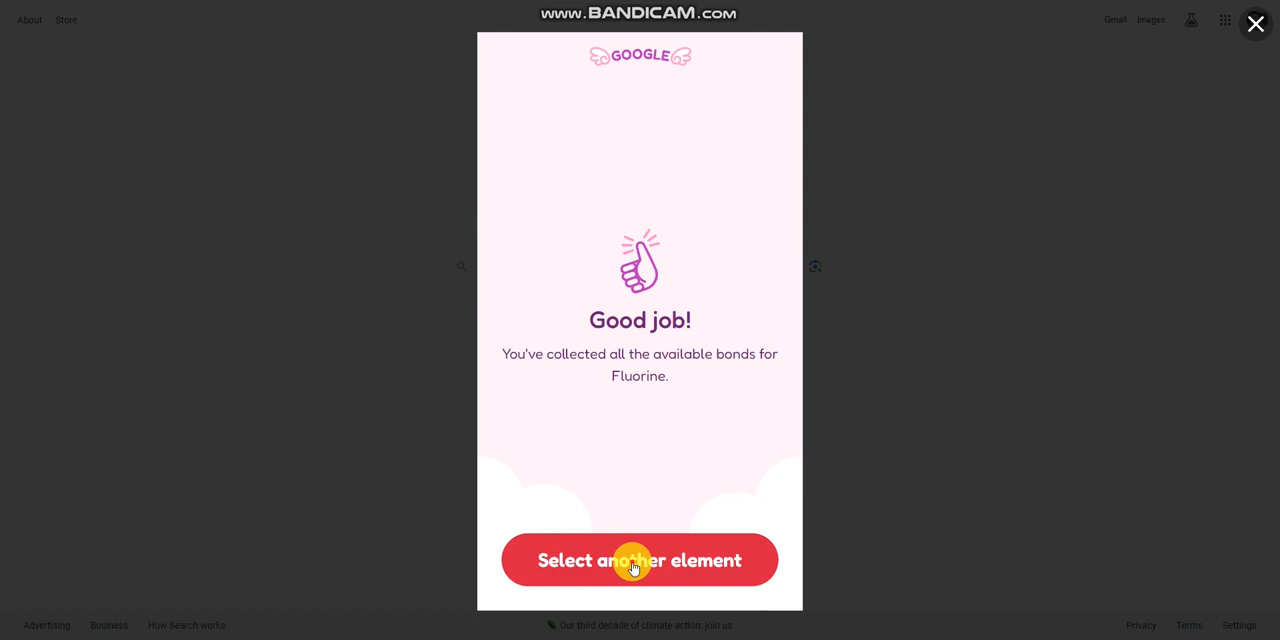 www.BANDICAM.com
About Store
Gmail Images
GOOGLE
Good job!
You've collected all the available bonds for
Fluorine.
Select another element
Advertising Business How Search works
Our third decade of climate action: join us
Privacy Terms Settings